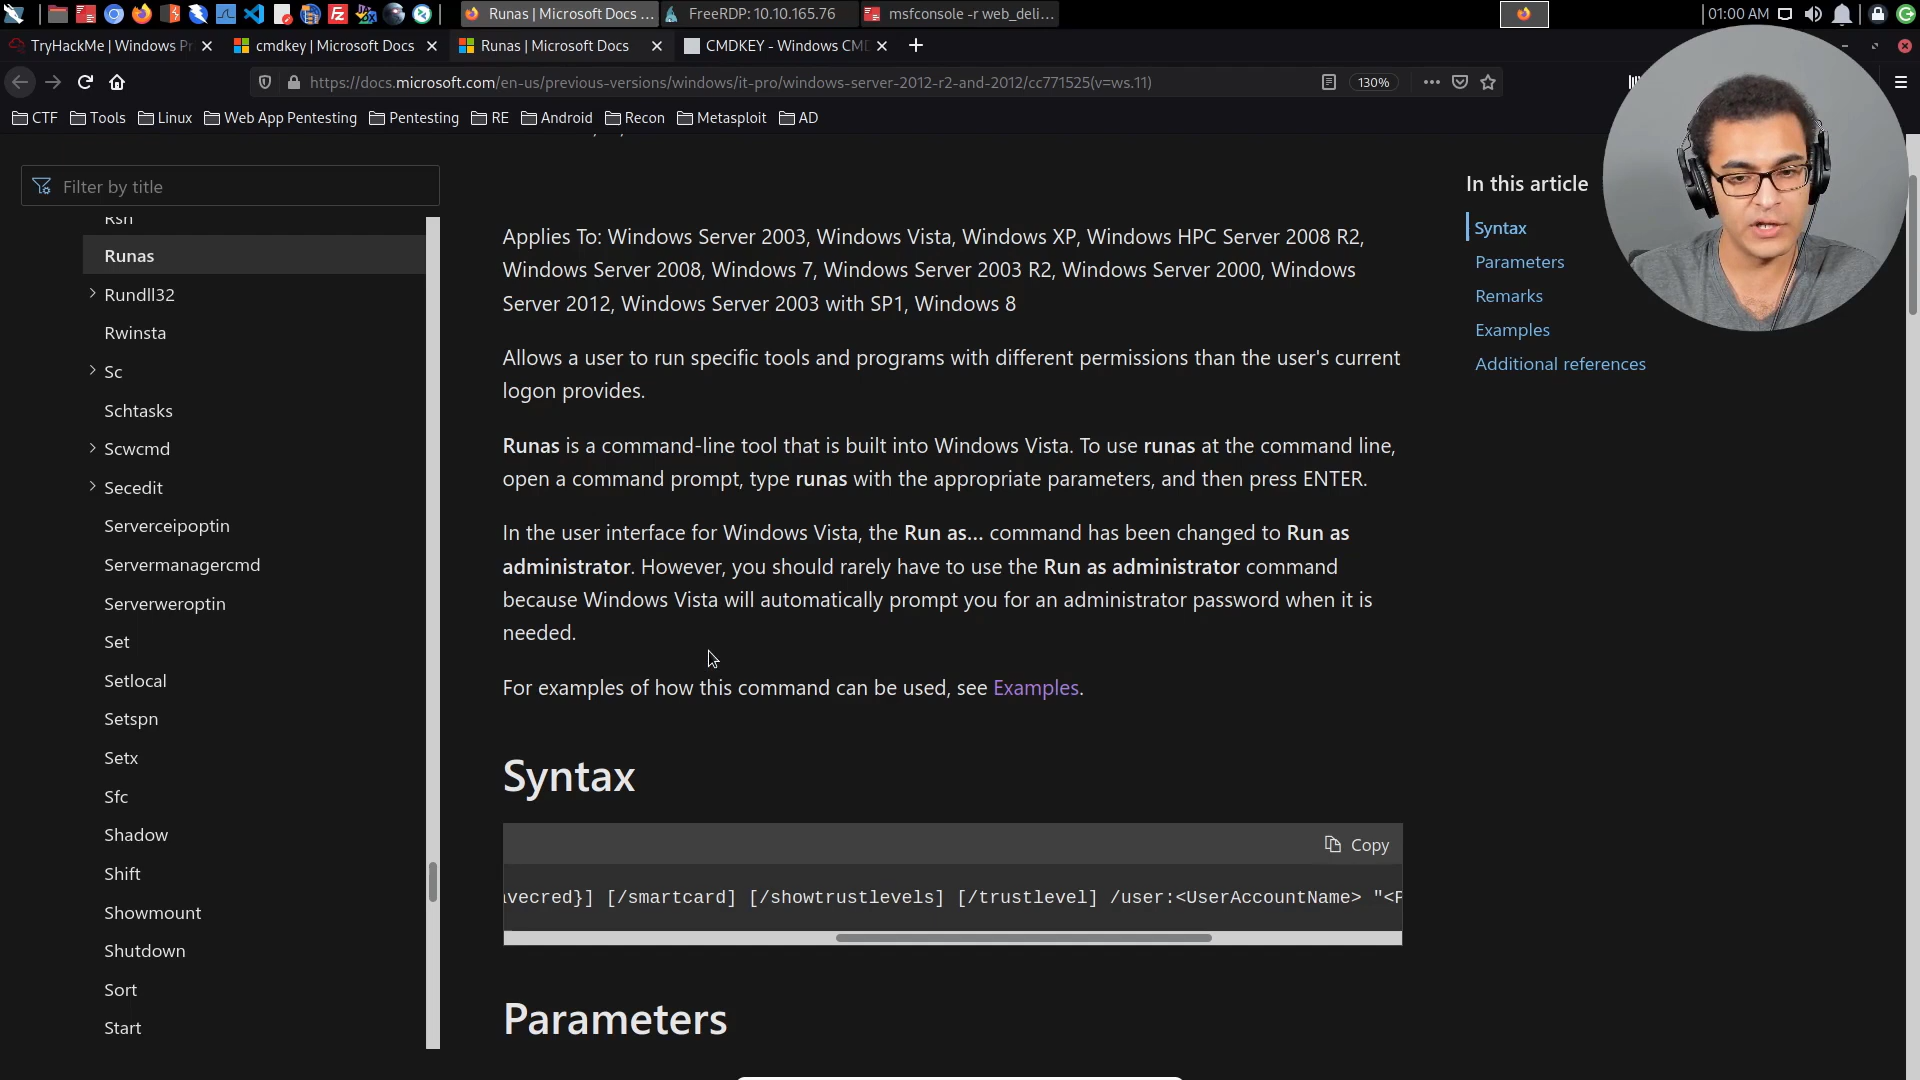 Runas | Microsoft Docs ...
FreeRDP: 10.10.165.76
msfconsole -r web_deli...
01:00 AM
TryHackMe | Windows Pr
cmdkey | Microsoft Docs
Runas | Microsoft Docs
CMDKEY - Windows CM
https://docs.microsoft.com/en-us/previous-versions/windows/it-pro/windows-server-2012-r2-and-2012/cc771525(v=ws.11)
130%
CTF
Tools
Linux
Web App Pentesting
Pentesting
RE
Android
Recon
Metasploit
AD
Filter by title
Rsh
Runas
Rundll32
Rwinsta
Sc
Schtasks
Scwcmd
Secedit
Serverceipoptin
Servermanagercmd
Serverweroptin
Set
Setlocal
Setspn
Setx
Sfc
Shadow
Shift
Showmount
Shutdown
Sort
Start
Applies To: Windows Server 2003, Windows Vista, Windows XP, Windows HPC Server 2008 R2,
Windows Server 2008, Windows 7, Windows Server 2003 R2, Windows Server 2000, Windows
Server 2012, Windows Server 2003 with SP1, Windows 8
Allows a user to run specific tools and programs with different permissions than the user's current
logon provides.
Runas is a command-line tool that is built into Windows Vista. To use runas at the command line,
open a command prompt, type runas with the appropriate parameters, and then press ENTER.
In the user interface for Windows Vista, the Run as... command has been changed to Run as
administrator. However, you should rarely have to use the Run as administrator command
because Windows Vista will automatically prompt you for an administrator password when it is
needed.
For examples of how this command can be used, see Examples.
Syntax
Copy
avecred}] [/smartcard] [/showtrustlevels] [/trustlevel] /user:<UserAccountName> "<P
Parameters
In this article
Syntax
Parameters
Remarks
Examples
Additional references